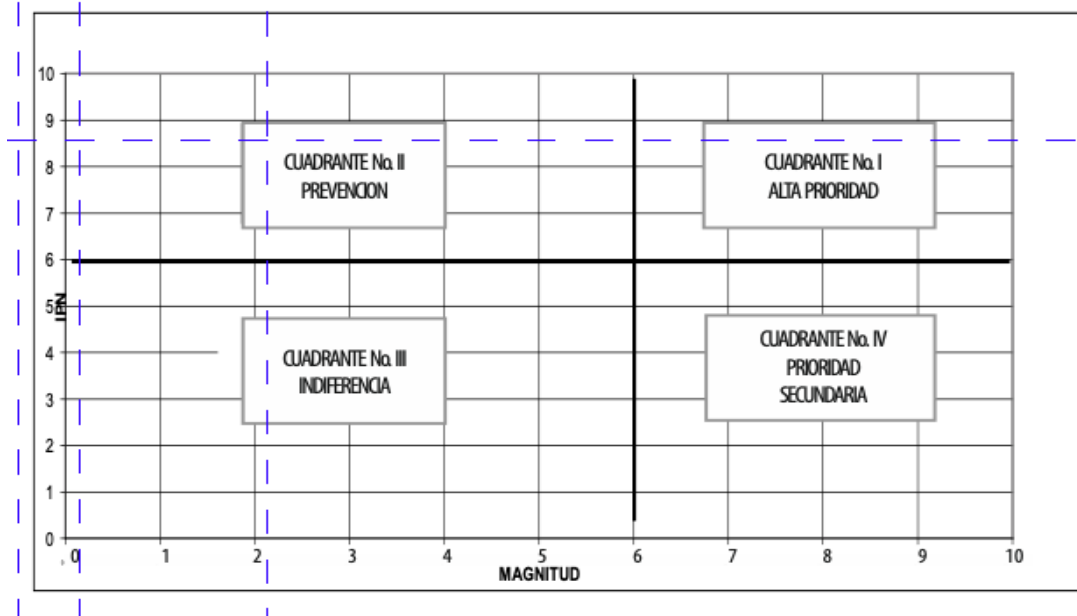 10
9
8
7
6
5
4
3
2
1
0
IPN
CUADRANTE No. II
PREVENCION
CUADRANTE No. I
ALTA PRIORIDAD
CUADRANTE No. III
INDIFERENCIA
CUADRANTE No. IV
PRIORIDAD
SECUNDARIA
0 1 2 3 4 5 6 7 8 9 10
MAGNITUD